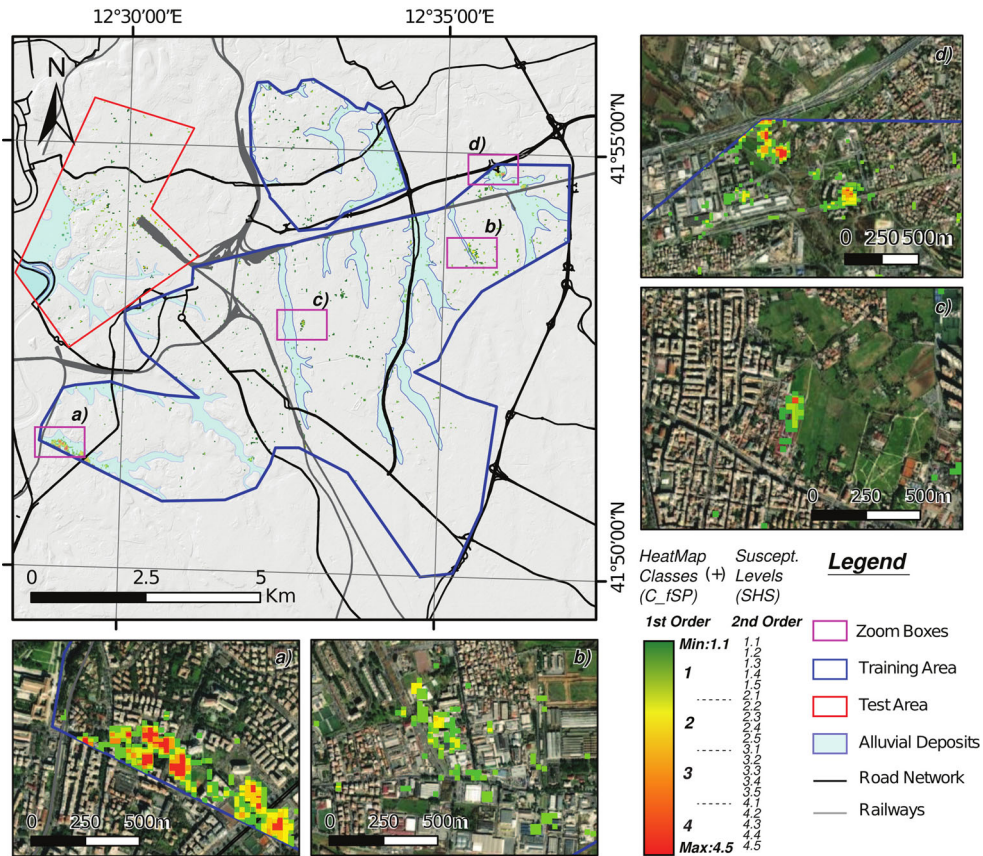 12°30'00"E
12°35'00"E
N
41°55'00"N
41°50'00"N
a)
b)
c)
d)
0 2.5 5
Km
d)
0 250 500m
c)
0 250 500m
a)
0 250 500m
b)
0 250 500m
HeatMap Classes (C_fSP)
(+)
Suscept. Levels (SHS)
1st Order
2nd Order
Min:1.1
1
2
3
4
Max:4.5
1.1
1.2
1.3
1.4
1.5
2.1
2.2
2.3
2.4
2.5
3.1
3.2
3.3
3.4
3.5
4.1
4.2
4.3
4.4
4.5
Legend
Zoom Boxes
Training Area
Test Area
Alluvial Deposits
Road Network
Railways